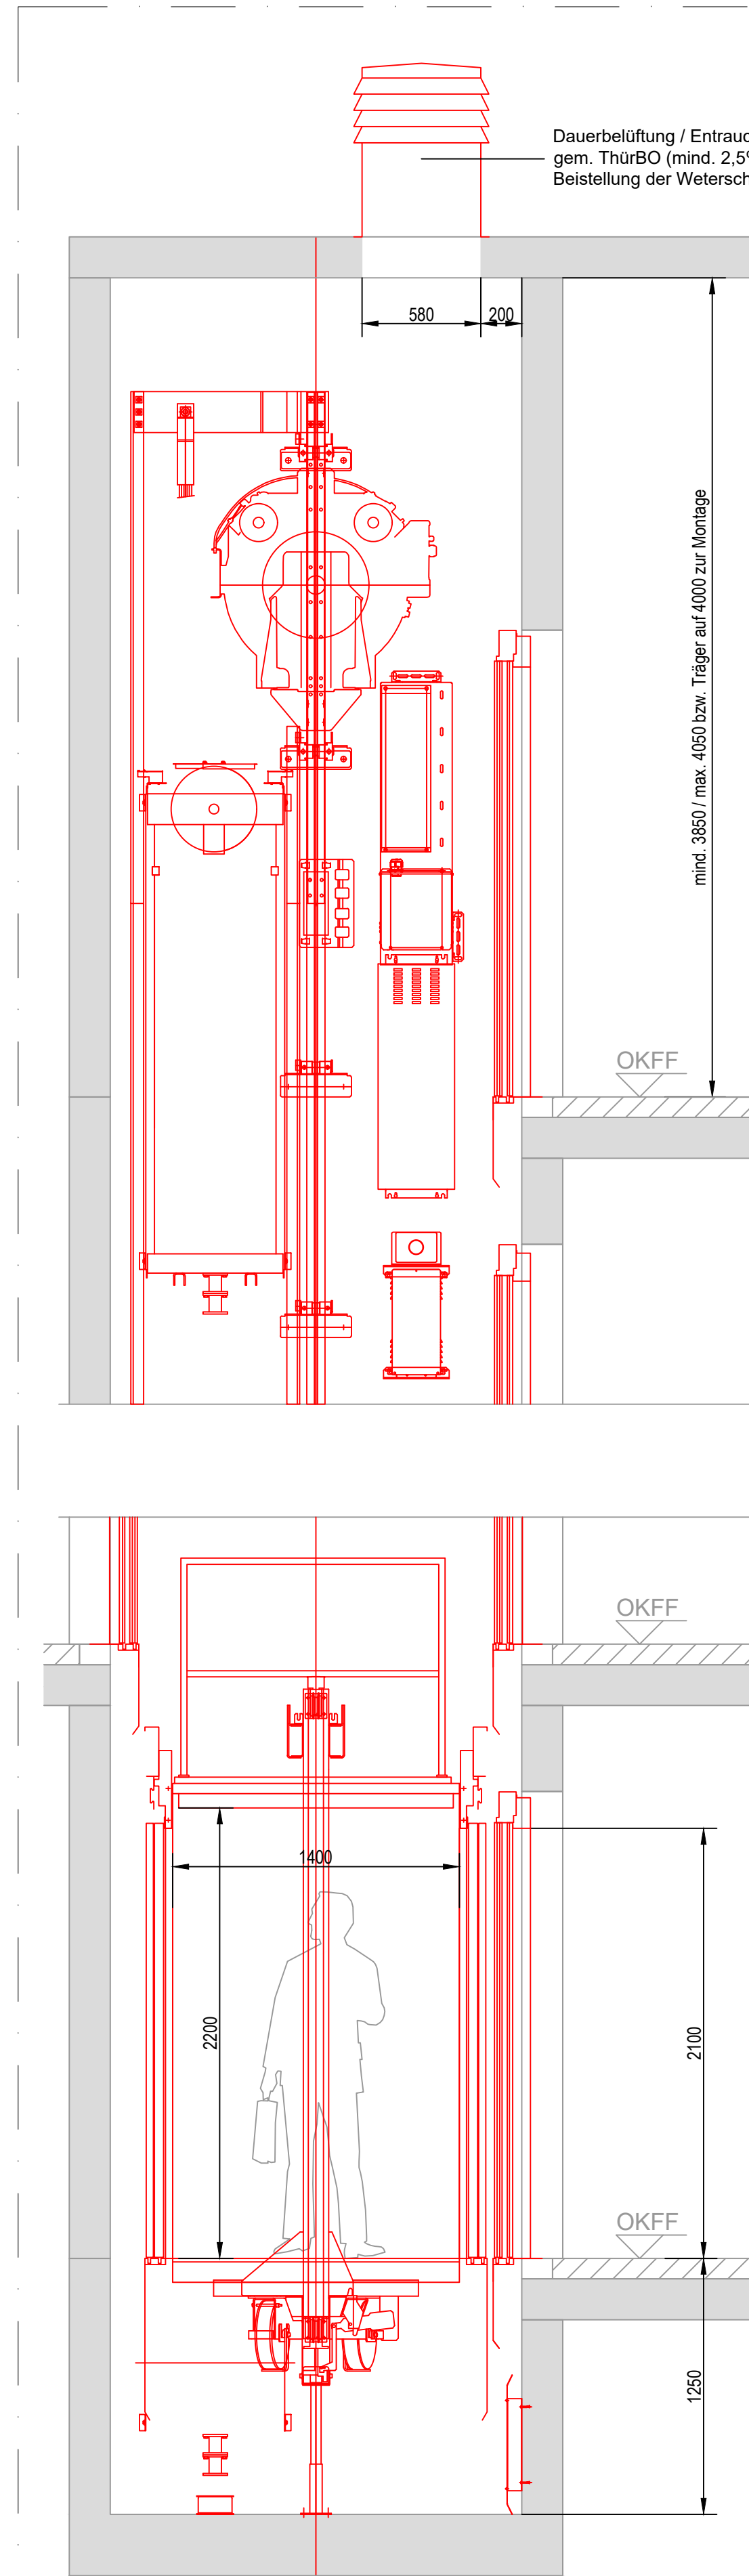 Dauerbelüftung / Entrauc
gem. ThürBO (mind. 2,5%
Beistellung der Wetersch
580
200
mind. 3850 / max. 4050 bzw. Träger auf 4000 zur Montage
OKFF
OKFF
1400
2200
2100
OKFF
1250